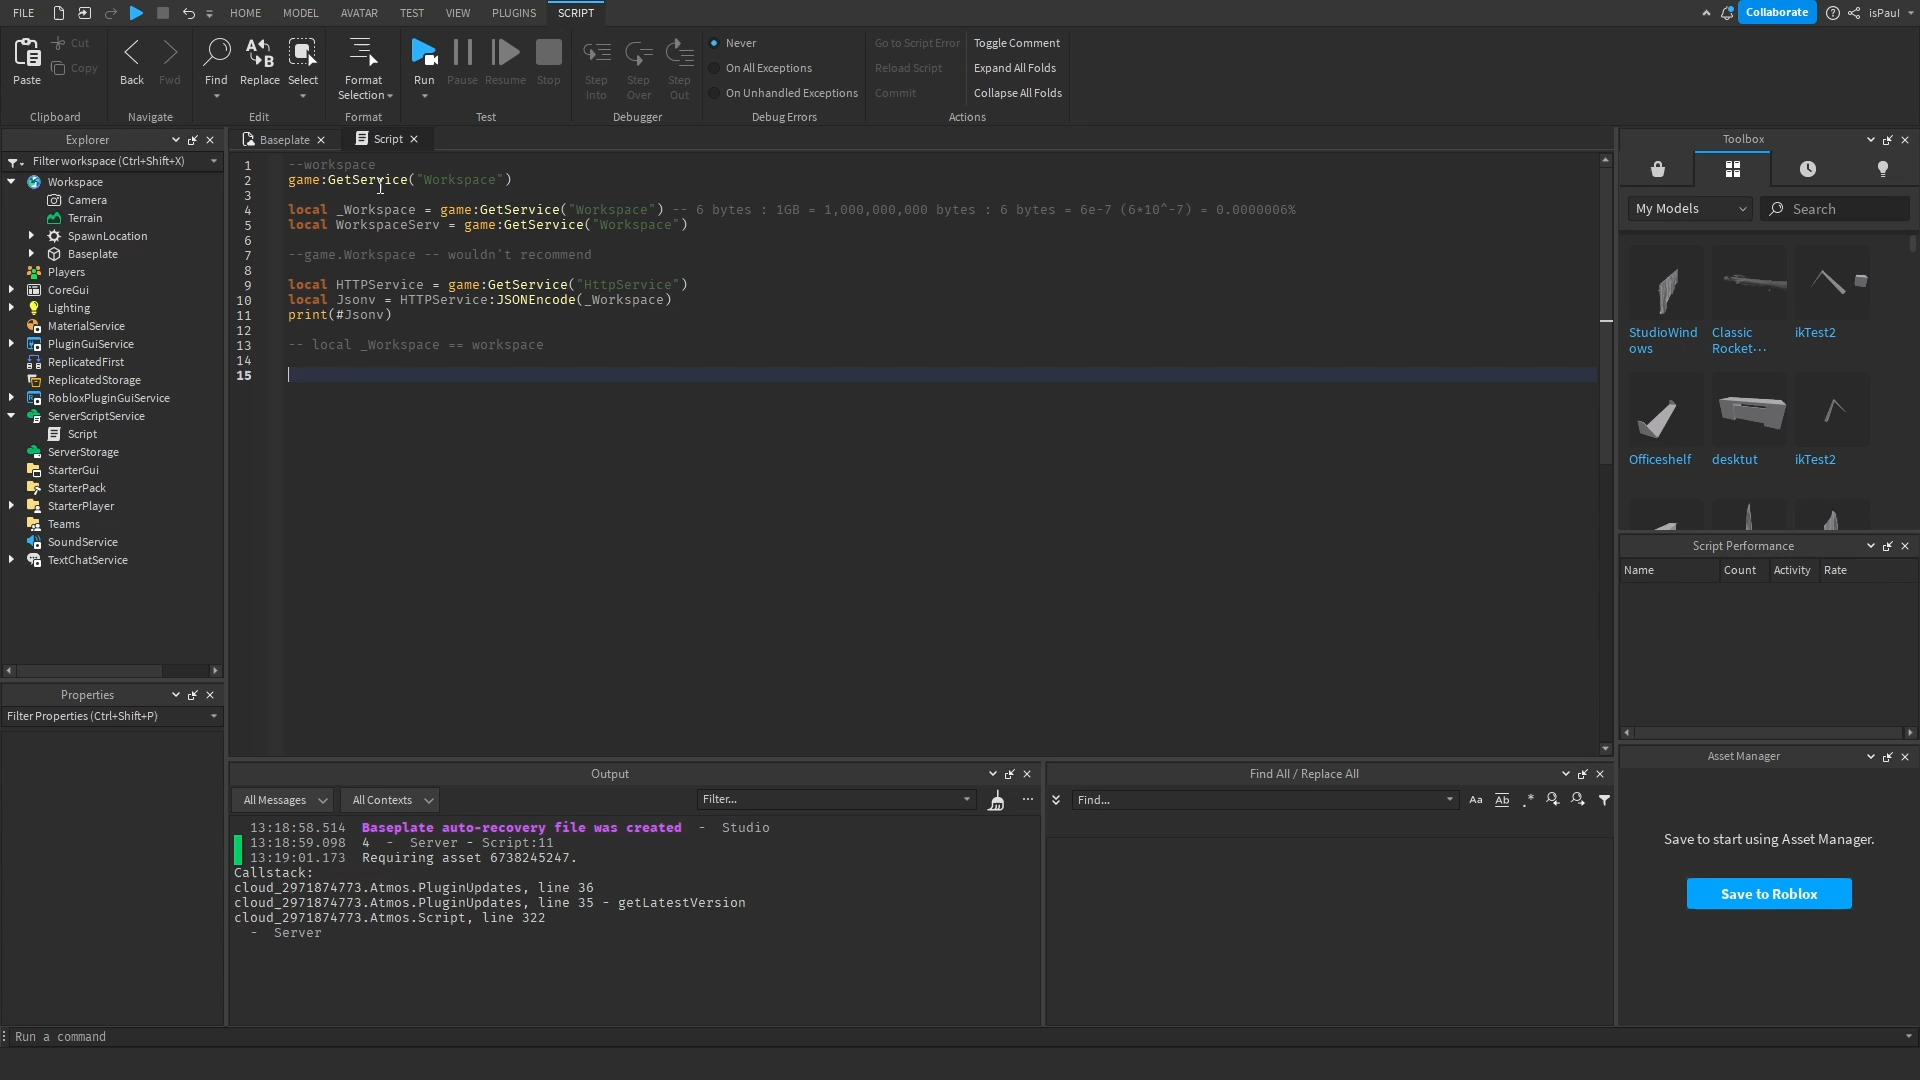 FILE HOME MODEL AVATAR TEST VIEW PLUGINS SCRIPT Collaborate isPaul
Paste Cut Copy Back Fwd Find Replace Select Format Selection Run Pause Resume Stop Step Into Step Over Step Out
Never
On All Exceptions
On Unhandled Exceptions
Go to Script Error
Reload Script
Commit
Toggle Comment
Expand All Folds
Collapse All Folds
Clipboard Navigate Edit Format Test Debugger Debug Errors Actions
Explorer
Filter workspace (Ctrl+Shift+X)
Workspace
Camera
Terrain
SpawnLocation
Baseplate
Players
CoreGui
Lighting
MaterialService
PluginGuiService
ReplicatedFirst
ReplicatedStorage
RobloxPluginGuiService
ServerScriptService
Script
ServerStorage
StarterGui
StarterPack
StarterPlayer
Teams
SoundService
TextChatService
Properties
Filter Properties (Ctrl+Shift+P)
Baseplate Script
1 --workspace
2 game:GetService("Workspace")
3
4 local _Workspace = game:GetService("Workspace") -- 6 bytes : 1GB = 1,000,000,000 bytes : 6 bytes = 6e-7 (6*10^-7) = 0.0000006%
5 local WorkspaceServ = game:GetService("Workspace")
6
7 --game.Workspace -- wouldn't recommend
8
9 local HTTPService = game:GetService("HttpService")
10 local Jsonv = HTTPService:JSONEncode(_Workspace)
11 print(#Jsonv)
12
13 -- local _Workspace == workspace
14
15
Output
All Messages All Contexts Filter...
13:18:58.514 Baseplate auto-recovery file was created - Studio
13:18:59.098 4 - Server - Script:11
13:19:01.173 Requiring asset 6738245247.
Callstack:
cloud_2971874773.Atmos.PluginUpdates, line 36
cloud_2971874773.Atmos.PluginUpdates, line 35 - getLatestVersion
cloud_2971874773.Atmos.Script, line 322
- Server
Find All / Replace All
Find... Aa Ab .*
Toolbox
My Models Search
StudioWind
ows
Classic
Rocket···
ikTest2
Officeshelf desktut ikTest2
Script Performance
Name Count Activity Rate
Asset Manager
Save to start using Asset Manager.
Save to Roblox
Run a command